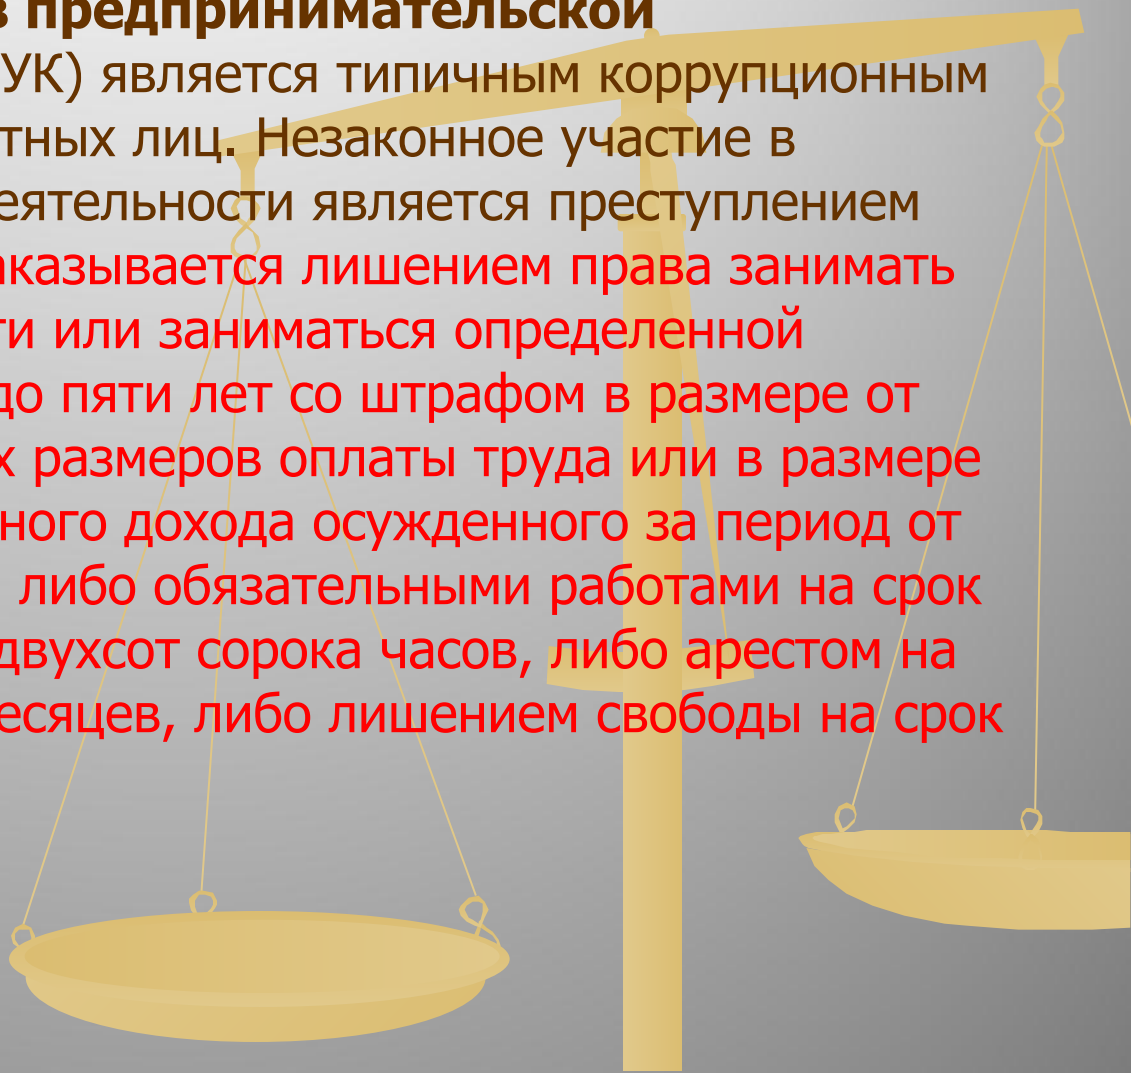 в предпринимательской
УК) является типичным коррупционным
тных лиц. Незаконное участие в
еятельности является преступлением
аказывается лишением права занимать
ти или заниматься определенной
до пяти лет со штрафом в размере от
х размеров оплаты труда или в размере
ного дохода осужденного за период от
либо обязательными работами на срок
двухсот сорока часов, либо арестом на
есяцев, либо лишением свободы на срок